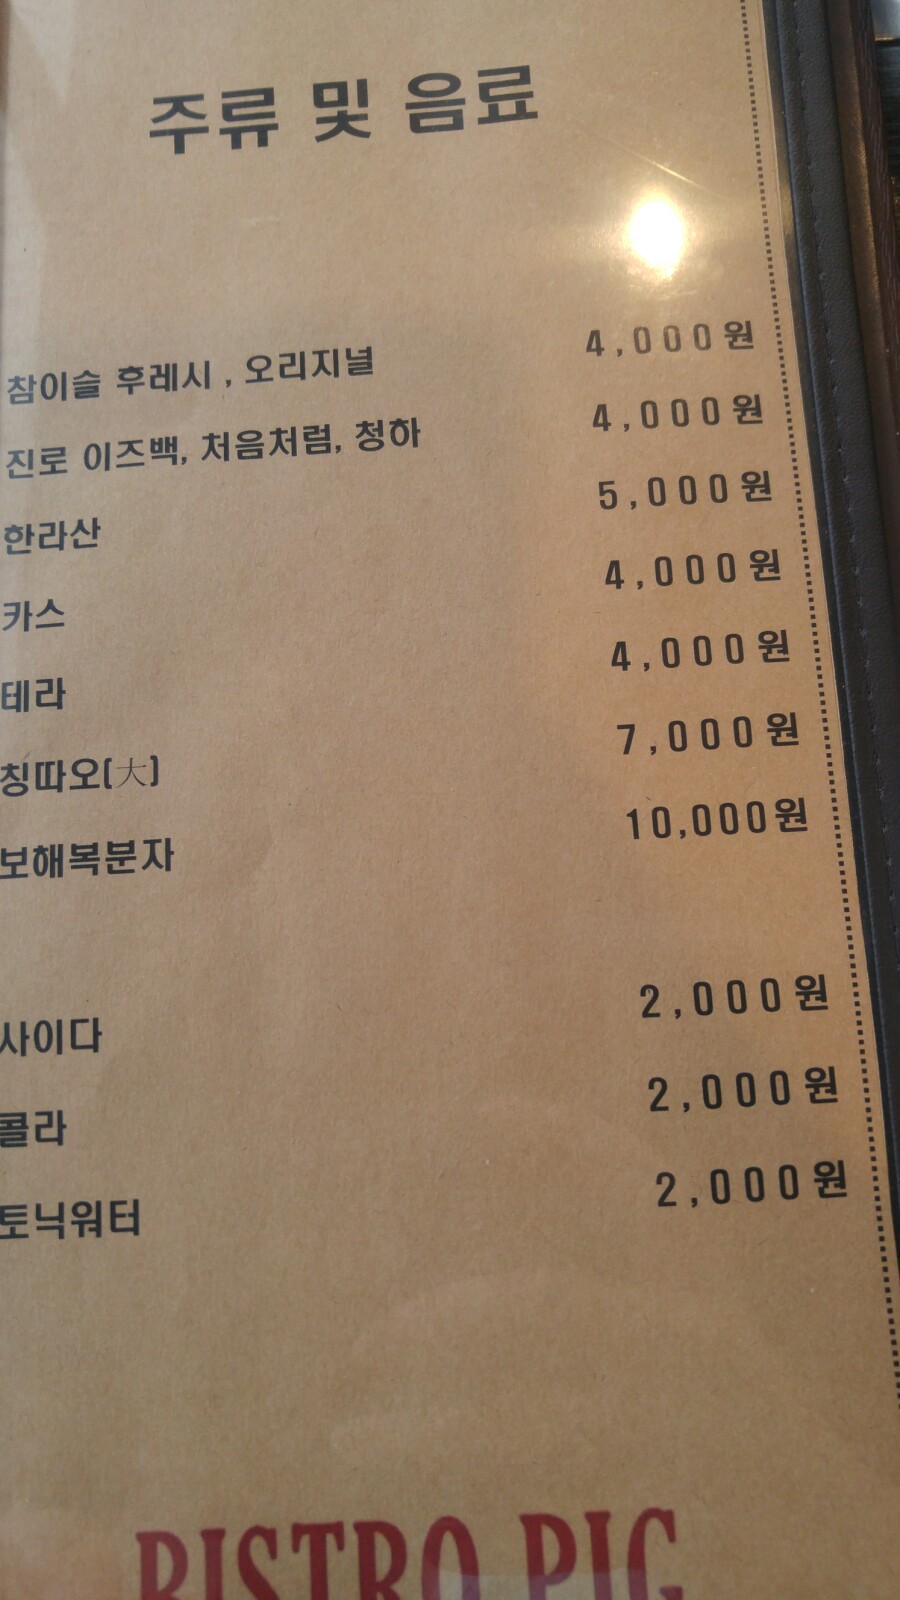 주류 및 음료
참이슬 후레시 , 오리지널 4,000원
진로 이즈백, 처음처럼, 청하 4,000원
한라산 5,000원
카스 4,000원
테라 4,000원
칭따오(大) 7,000원
보해복분자 10,000원
사이다 2,000원
콜라 2,000원
토닉워터 2,000원
BISTRO PIG